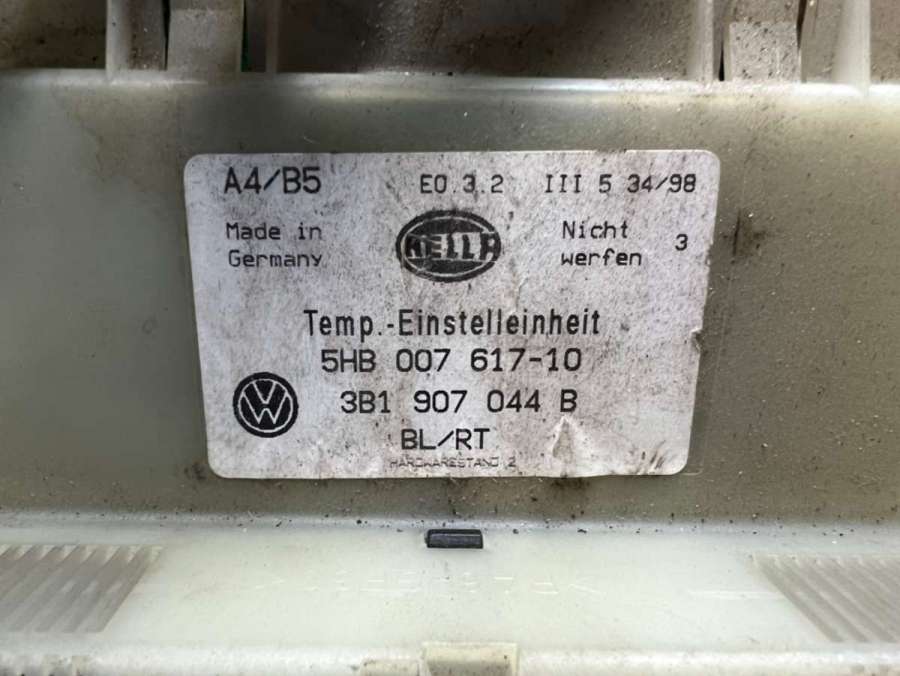 A4/B5 E0.3.2 III 5 34/98
Made in Germany
HELLA
Nicht werfen 3
Temp.-Einstelleinheit
5HB 007 617-10
3B1 907 044 B
VW
BL/RT
HARDWARESTAND 2